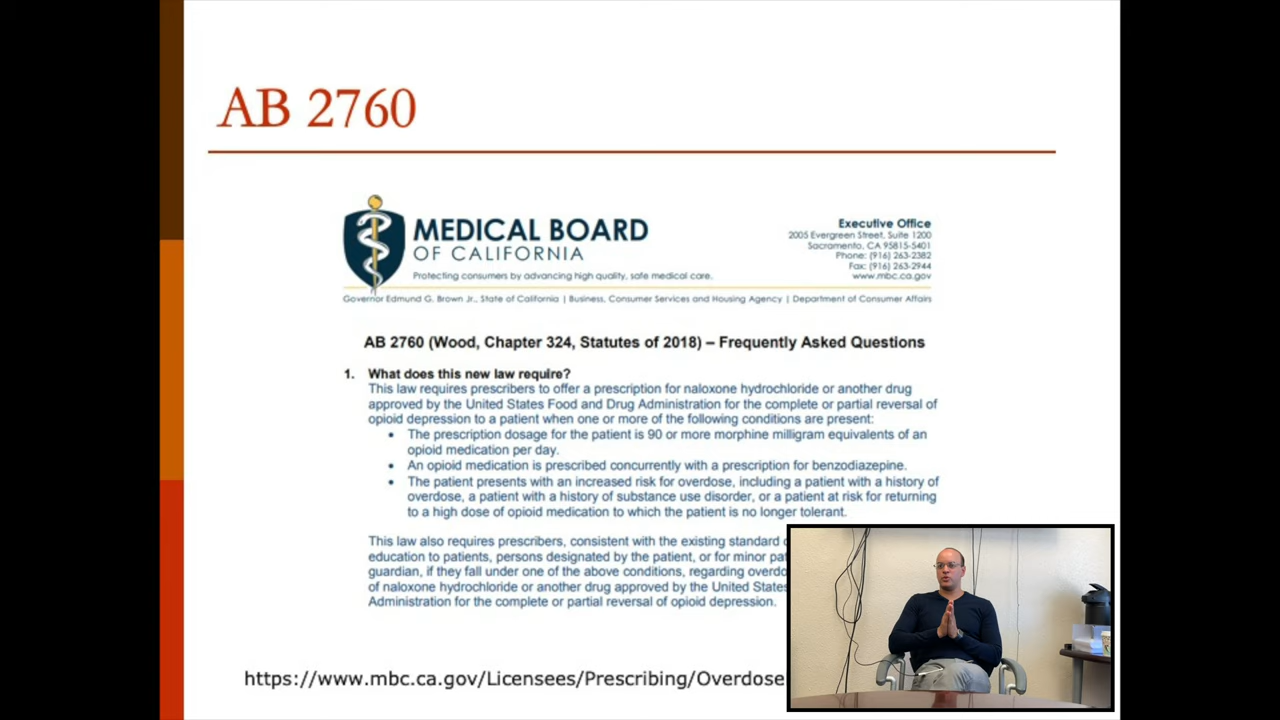 AB 2760
MEDICAL BOARD
OF CALIFORNIA
Protecting consumers by advancing high quality, safe medical care.
Executive Office
2005 Evergreen Street, Suite 1200
Sacramento, CA 95815-5401
Phone: (916) 263-2382
Fax: (916) 263-2944
www.mbc.ca.gov
Governor Edmund G. Brown Jr., State of California | Business, Consumer Services and Housing Agency | Department of Consumer Affairs
AB 2760 (Wood, Chapter 324, Statutes of 2018) – Frequently Asked Questions
1. What does this new law require?
This law requires prescribers to offer a prescription for naloxone hydrochloride or another drug
approved by the United States Food and Drug Administration for the complete or partial reversal of
opioid depression to a patient when one or more of the following conditions are present:
• The prescription dosage for the patient is 90 or more morphine milligram equivalents of an
opioid medication per day.
• An opioid medication is prescribed concurrently with a prescription for benzodiazepine.
• The patient presents with an increased risk for overdose, including a patient with a history of
overdose, a patient with a history of substance use disorder, or a patient at risk for returning
to a high dose of opioid medication to which the patient is no longer tolerant.
This law also requires prescribers, consistent with the existing standard
education to patients, persons designated by the patient, or for minor
guardian, if they fall under one of the above conditions, regarding
of naloxone hydrochloride or another drug approved by the United States
Administration for the complete or partial reversal of opioid depression.
https://www.mbc.ca.gov/Licensees/Prescribing/Overdose